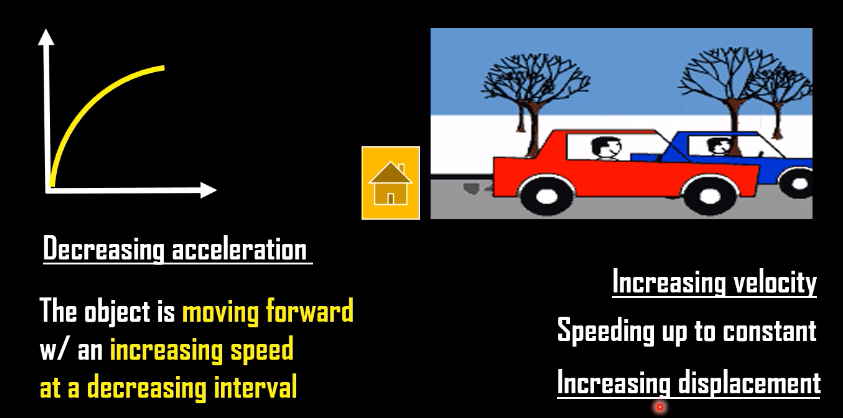 Decreasing acceleration
The object is moving forward
w/ an increasing speed
at a decreasing interval
Increasing velocity
Speeding up to constant
Increasing displacement